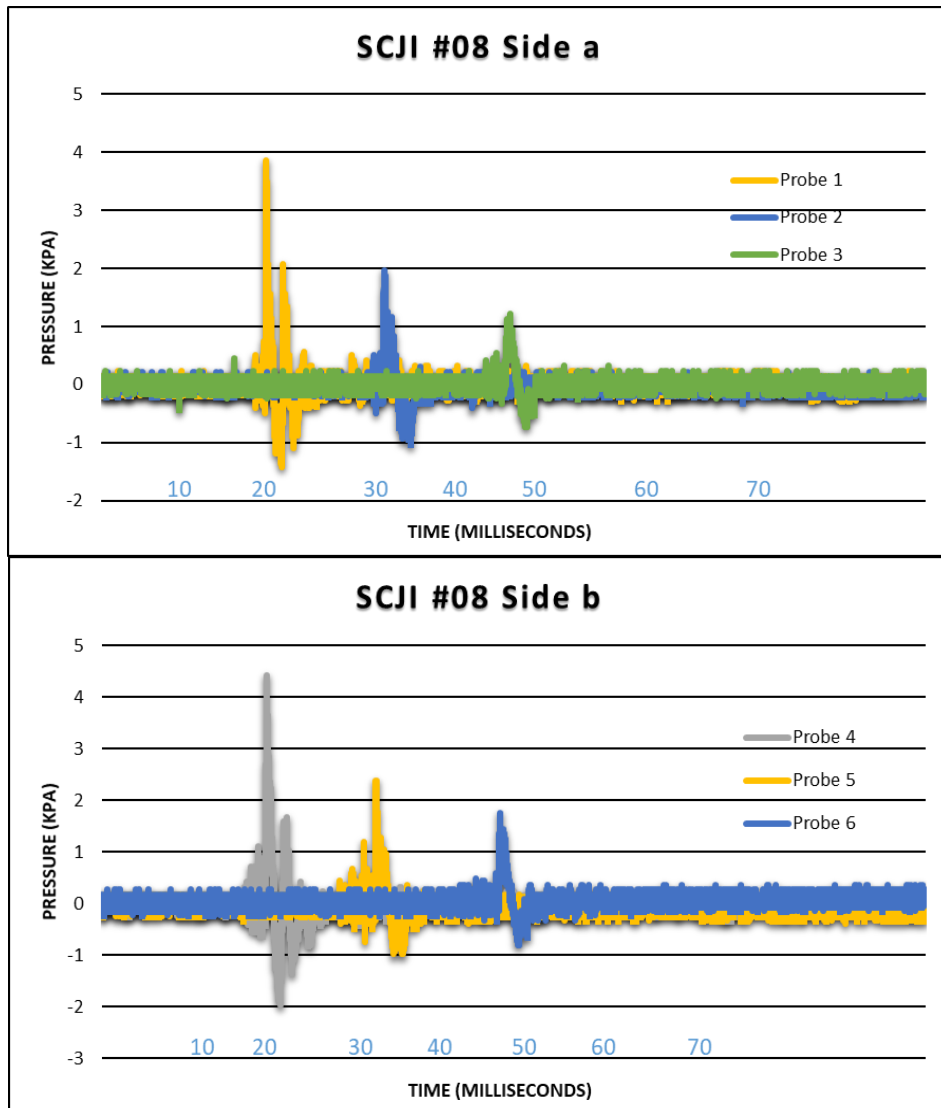 SCJI #08 Side a
5
4
3
2
1
0
-1
-2
PRESSURE (KPA)
Probe 1
Probe 2
Probe 3
10 20 30 40 50 60 70
TIME (MILLISECONDS)
SCJI #08 Side b
5
4
3
2
1
0
-1
-2
-3
PRESSURE (KPA)
Probe 4
Probe 5
Probe 6
10 20 30 40 50 60 70
TIME (MILLISECONDS)